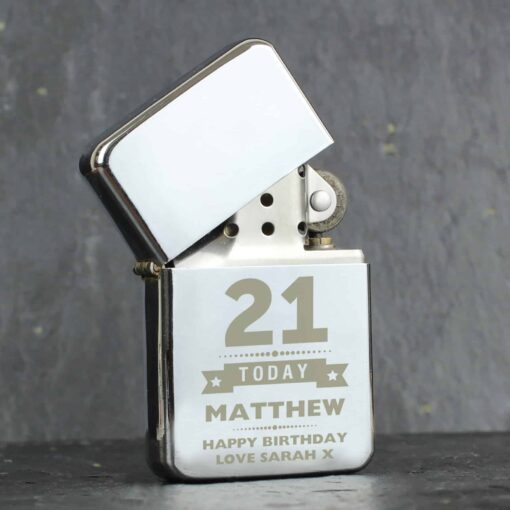 21
TODAY
MATTHEW
HAPPY BIRTHDAY
LOVE SARAH X